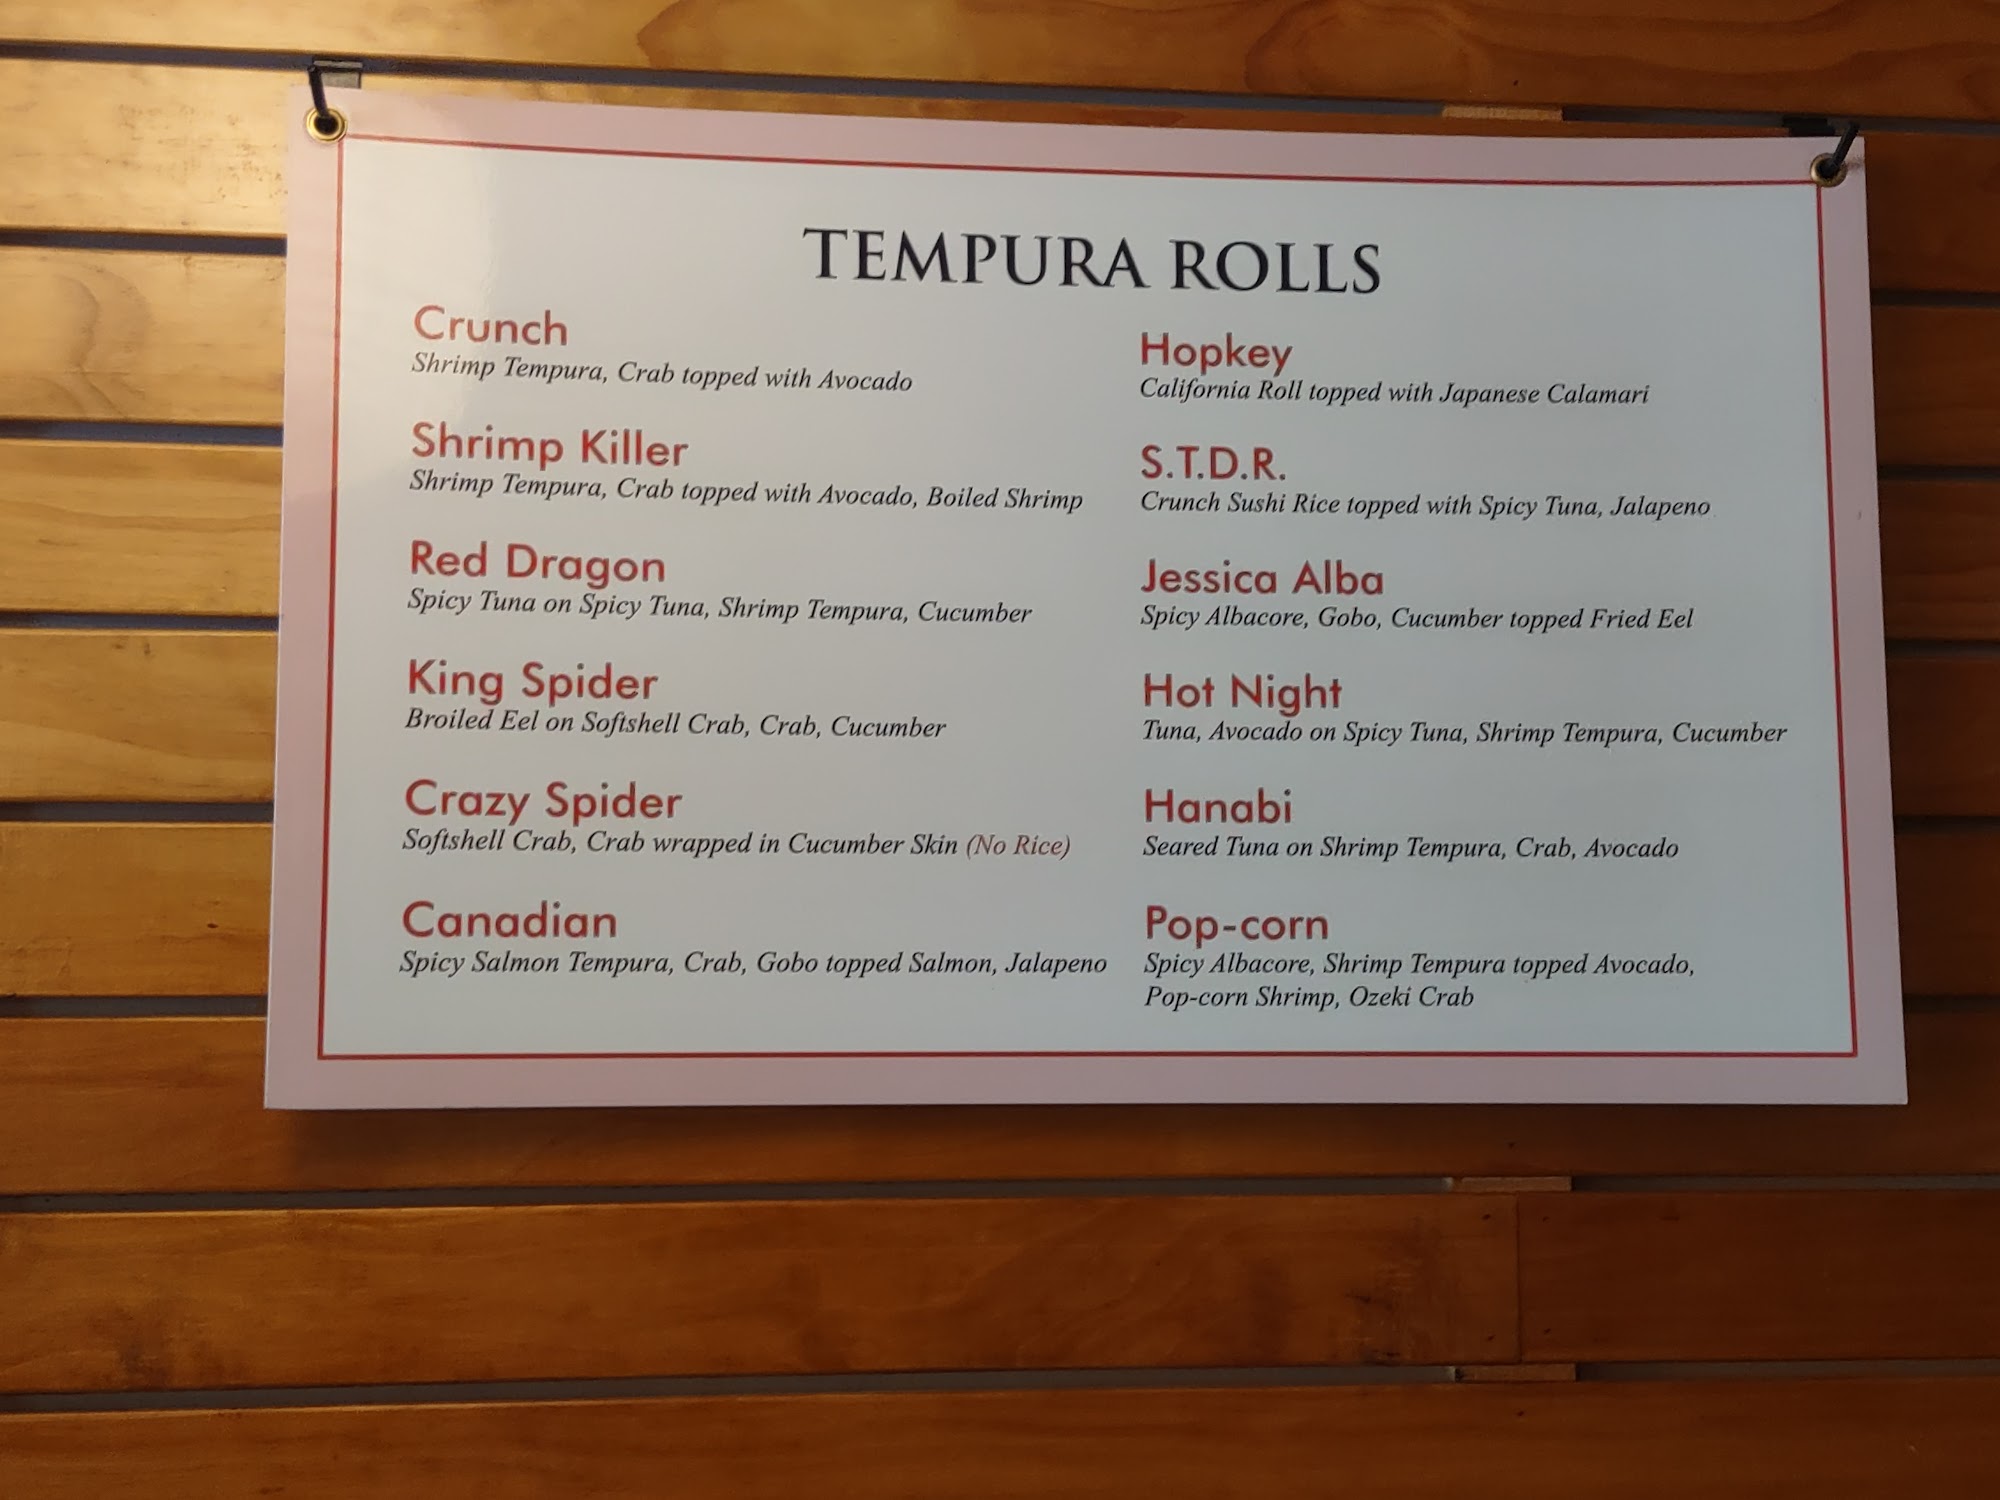 TEMPURA ROLLS
Crunch
Shrimp Tempura, Crab topped with Avocado
Shrimp Killer
Shrimp Tempura, Crab topped with Avocado, Boiled Shrimp
Red Dragon
Spicy Tuna on Spicy Tuna, Shrimp Tempura, Cucumber
King Spider
Broiled Eel on Softshell Crab, Crab, Cucumber
Crazy Spider
Softshell Crab, Crab wrapped in Cucumber Skin (No Rice)
Canadian
Spicy Salmon Tempura, Crab, Gobo topped Salmon, Jalapeno
Hopkey
California Roll topped with Japanese Calamari
S.T.D.R.
Crunch Sushi Rice topped with Spicy Tuna, Jalapeno
Jessica Alba
Spicy Albacore, Gobo, Cucumber topped Fried Eel
Hot Night
Tuna, Avocado on Spicy Tuna, Shrimp Tempura, Cucumber
Hanabi
Seared Tuna on Shrimp Tempura, Crab, Avocado
Pop-corn
Spicy Albacore, Shrimp Tempura topped Avocado,
Pop-corn Shrimp, Ozeki Crab